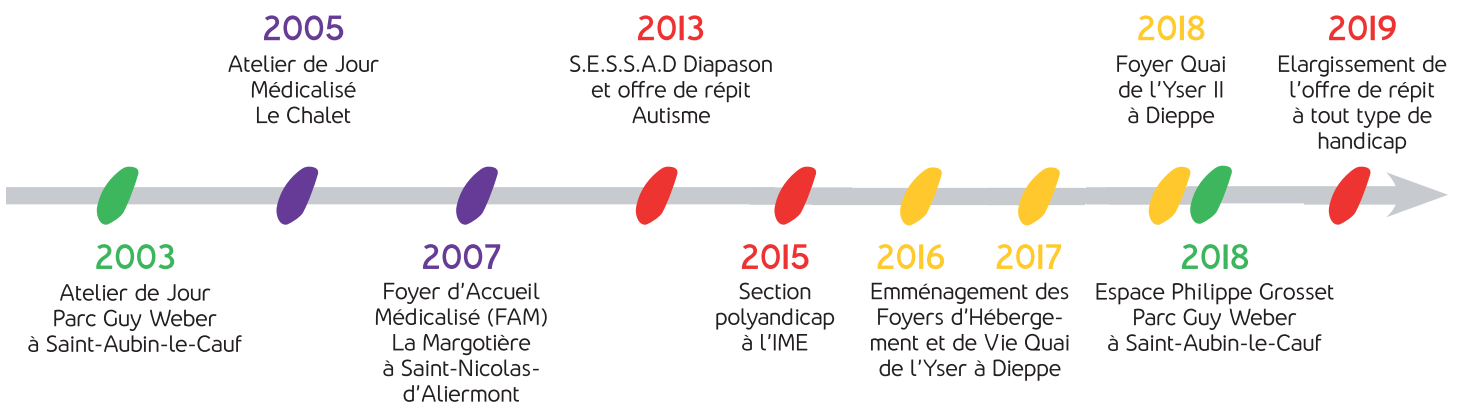 2005
Atelier de Jour
Médicalisé
Le Chalet
2013
S.E.S.S.A.D Diapason
et offre de répit
Autisme
2018
Foyer Quai
de l'Yser II
à Dieppe
2019
Elargissement de
l'offre de répit
à tout type de
handicap
2003
Atelier de Jour
Parc Guy Weber
à Saint-Aubin-le-Cauf
2007
Foyer d'Accueil
Médicalisé (FAM)
La Margotière
à Saint-Nicolas-
d'Aliermont
2015
Section
polyandicap
à l'IME
2016 2017
Emménagement des
Foyers d'Héberge-
ment et de Vie Quai
de l'Yser à Dieppe
2018
Espace Philippe Grosset
Parc Guy Weber
à Saint-Aubin-le-Cauf